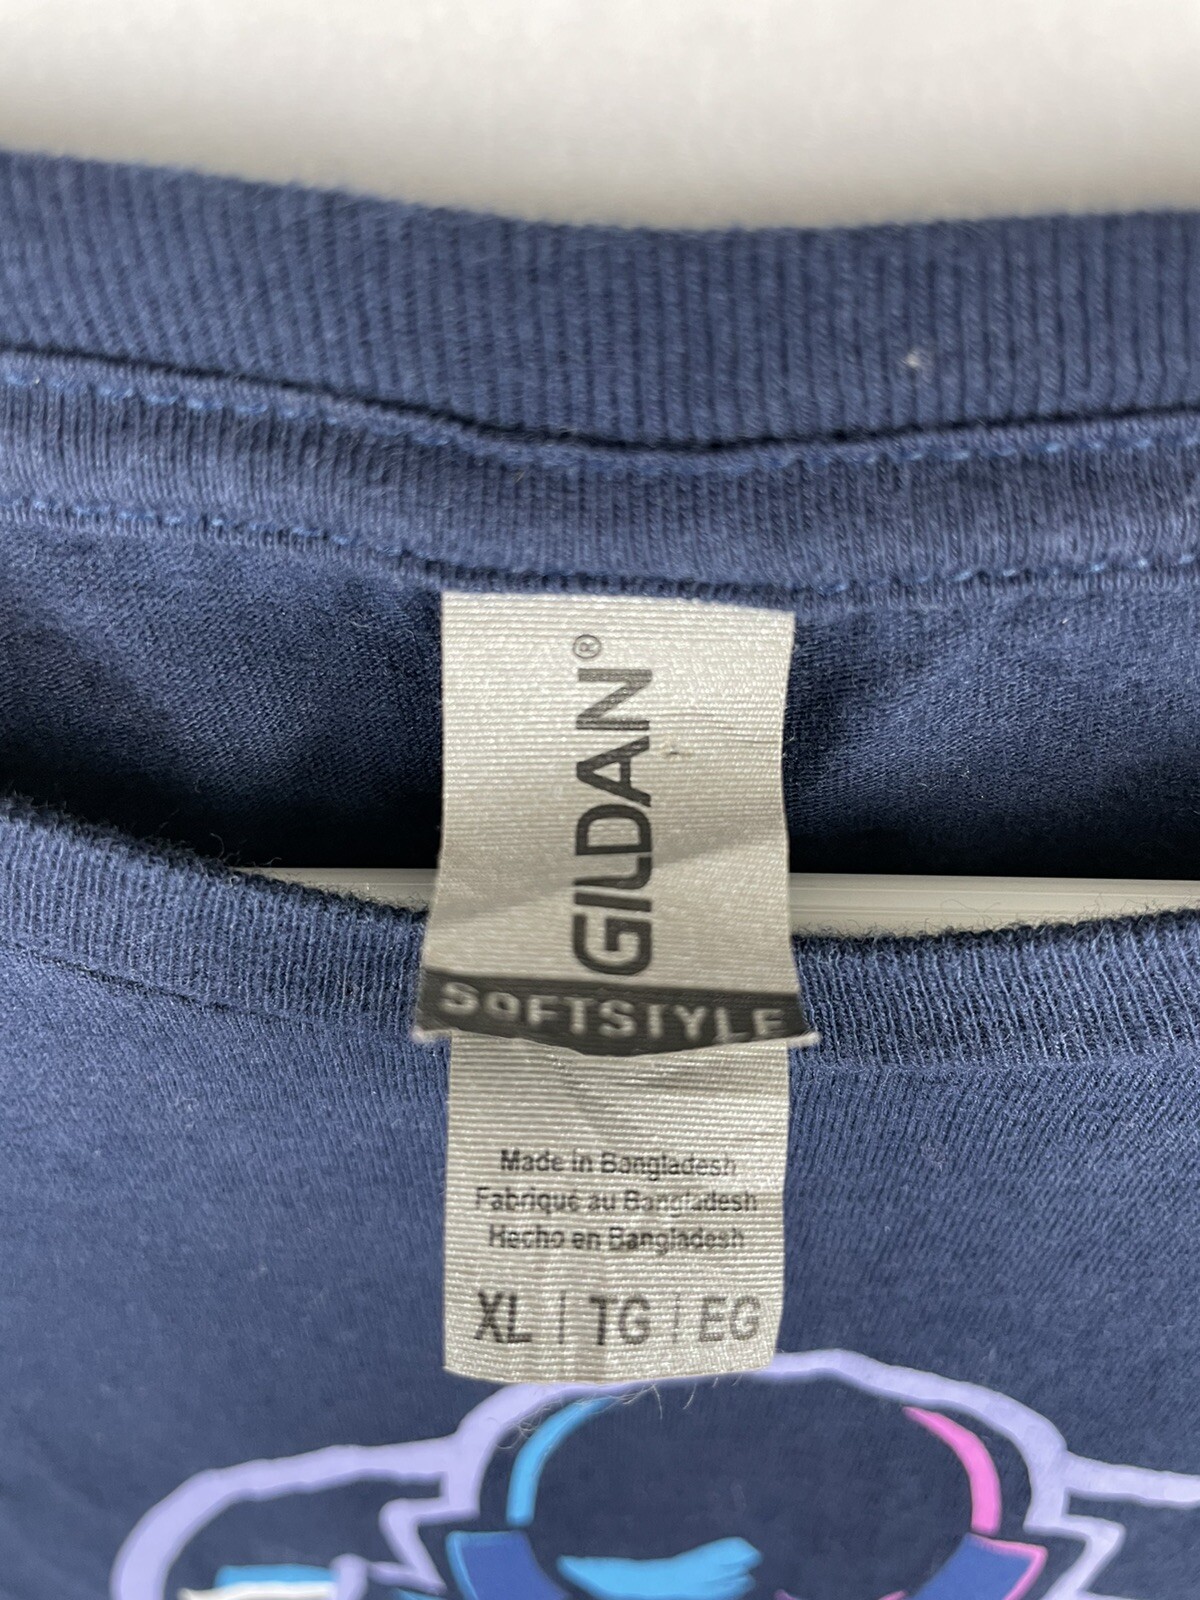 GILDAN®
SOFTSTYLE
Made in Bangladesh
Fabriqué au Bangladesh
Hecho en Bangladesh
XL | TG | EG